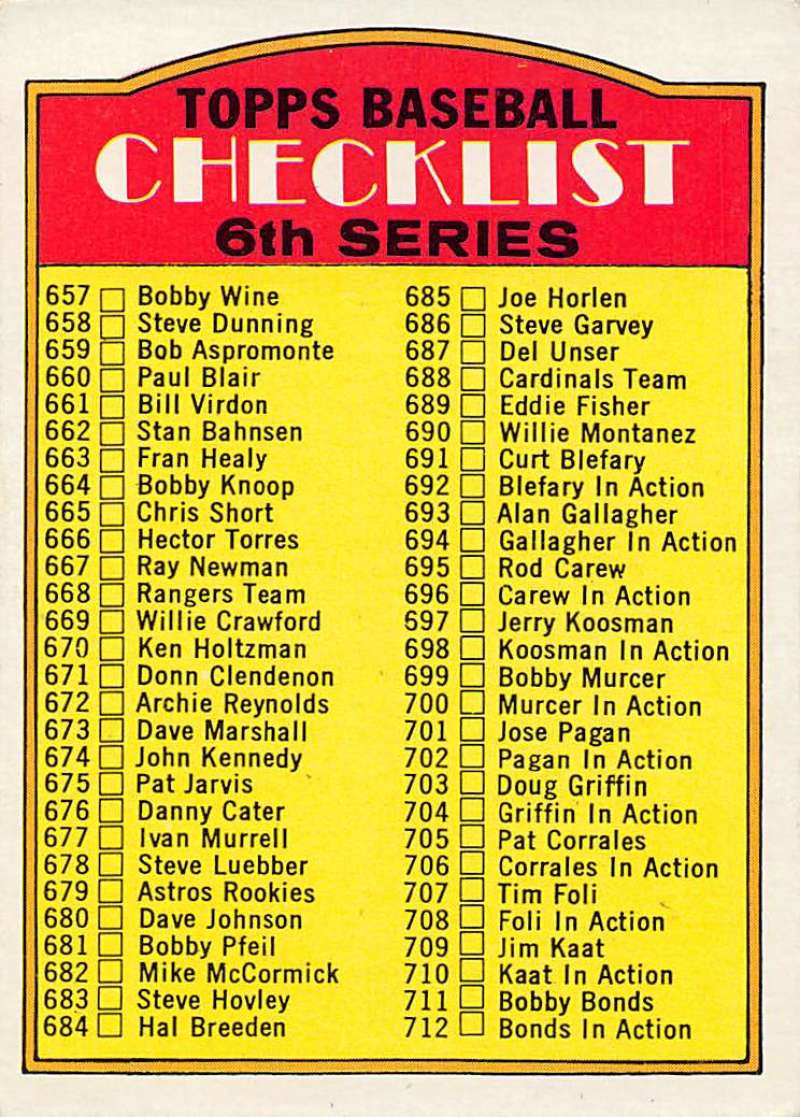 TOPPS BASEBALL
CHECKLIST
6th SERIES
657 Bobby Wine
658 Steve Dunning
659 Bob Aspromonte
660 Paul Blair
661 Bill Virdon
662 Stan Bahnsen
663 Fran Healy
664 Bobby Knoop
665 Chris Short
666 Hector Torres
667 Ray Newman
668 Rangers Team
669 Willie Crawford
670 Ken Holtzman
671 Donn Clendenon
672 Archie Reynolds
673 Dave Marshall
674 John Kennedy
675 Pat Jarvis
676 Danny Cater
677 Ivan Murrell
678 Steve Luebber
679 Astros Rookies
680 Dave Johnson
681 Bobby Pfeil
682 Mike McCormick
683 Steve Hovley
684 Hal Breeden
685 Joe Horlen
686 Steve Garvey
687 Del Unser
688 Cardinals Team
689 Eddie Fisher
690 Willie Montanez
691 Curt Blefary
692 Blefary In Action
693 Alan Gallagher
694 Gallagher In Action
695 Rod Carew
696 Carew In Action
697 Jerry Koosman
698 Koosman In Action
699 Bobby Murcer
700 Murcer In Action
701 Jose Pagan
702 Pagan In Action
703 Doug Griffin
704 Griffin In Action
705 Pat Corrales
706 Corrales In Action
707 Tim Foli
708 Foli In Action
709 Jim Kaat
710 Kaat In Action
711 Bobby Bonds
712 Bonds In Action